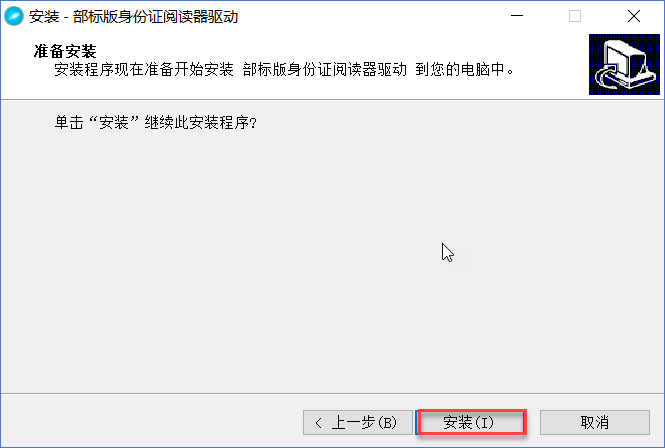 安装 - 部标版身份证阅读器驱动
准备安装
安装程序现在准备开始安装 部标版身份证阅读器驱动 到您的电脑中。
单击“安装”继续此安装程序?
< 上一步(B)
安装(I)
取消